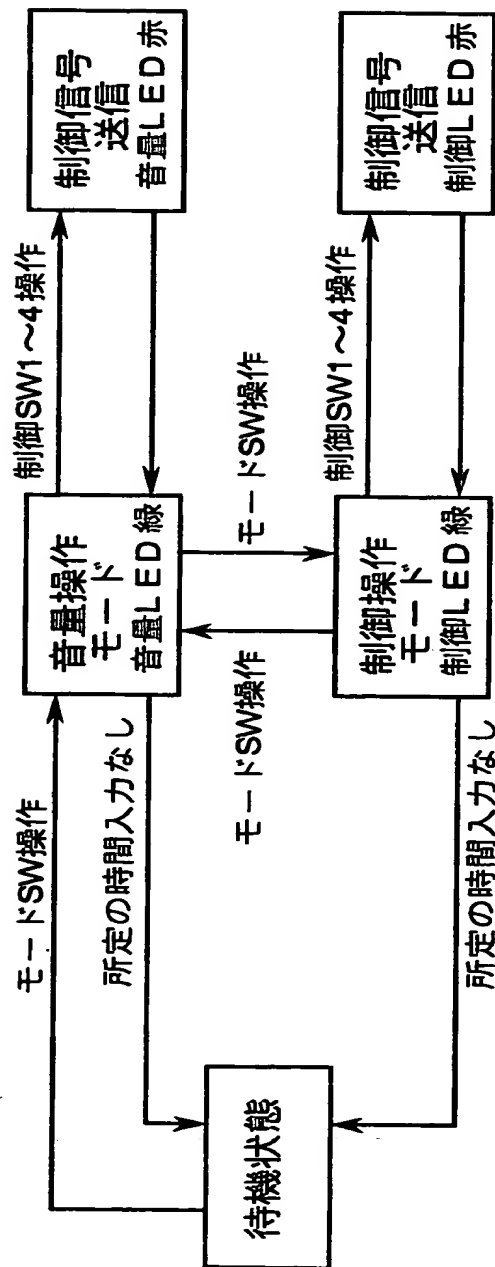 モードSW操作
所定の時間入力なし
待機状態
音量操作
モード
音量LED緑
制御SW1〜4操作
制御信号
送信
音量LED赤
モードSW操作
モードSW操作
制御操作
モード
制御LED緑
制御SW1〜4操作
制御信号
送信
制御LED赤
所定の時間入力なし